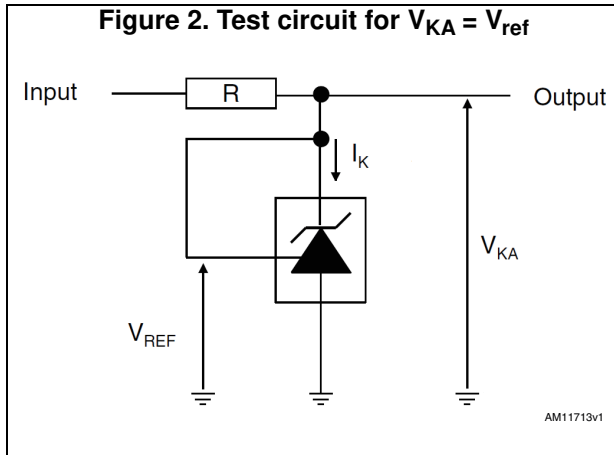 Figure 2. Test circuit for VKA = Vref
Input
R
Output
IK
VKA
VREF
AM11713v1